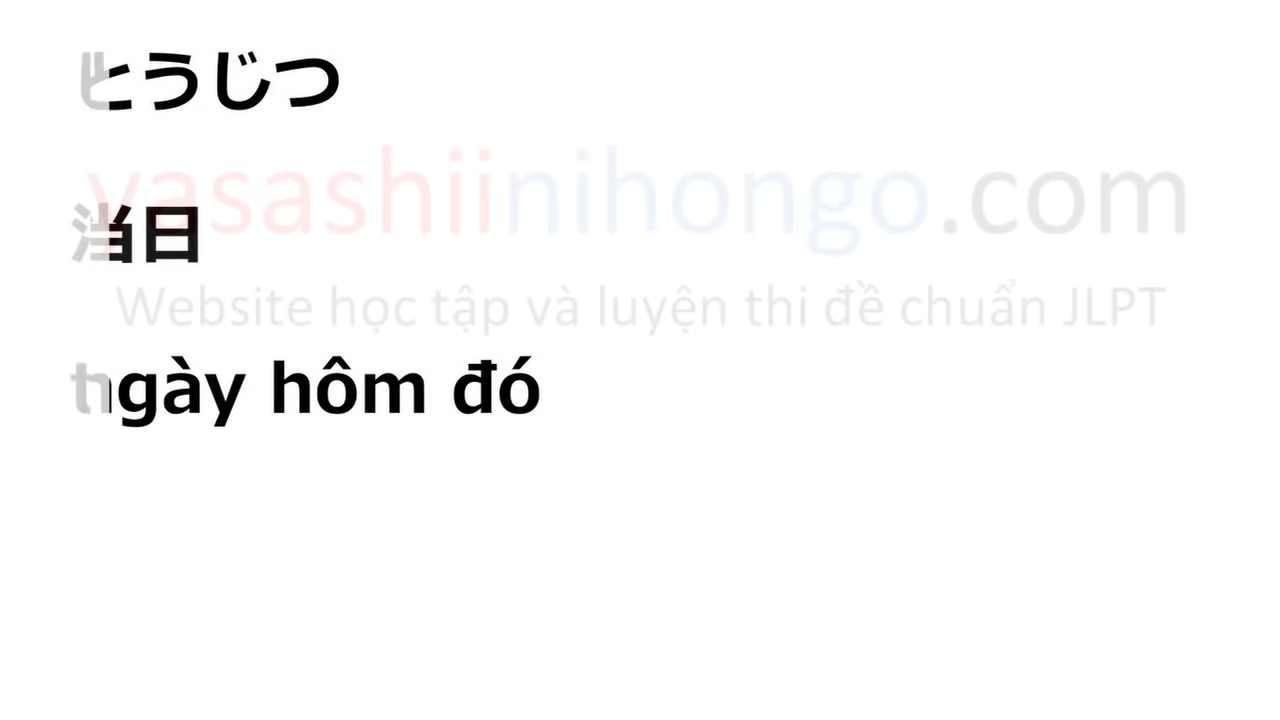 とうじつ
yasashiinihongo.com
当日
Website học tập và luyện thi đề chuẩn JLPT
ngày hôm đó